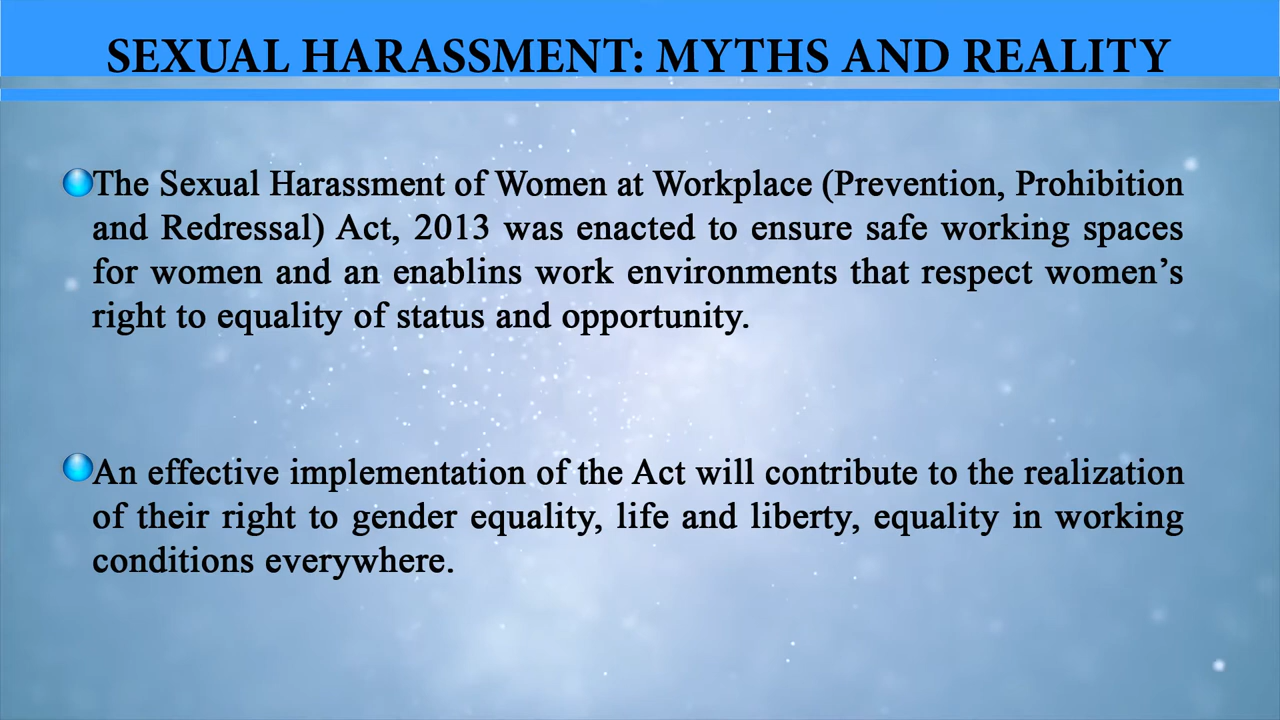 SEXUAL HARASSMENT: MYTHS AND REALITY
The Sexual Harassment of Women at Workplace (Prevention, Prohibition
and Redressal) Act, 2013 was enacted to ensure safe working spaces
for women and an enablins work environments that respect women’s
right to equality of status and opportunity.
An effective implementation of the Act will contribute to the realization
of their right to gender equality, life and liberty, equality in working
conditions everywhere.